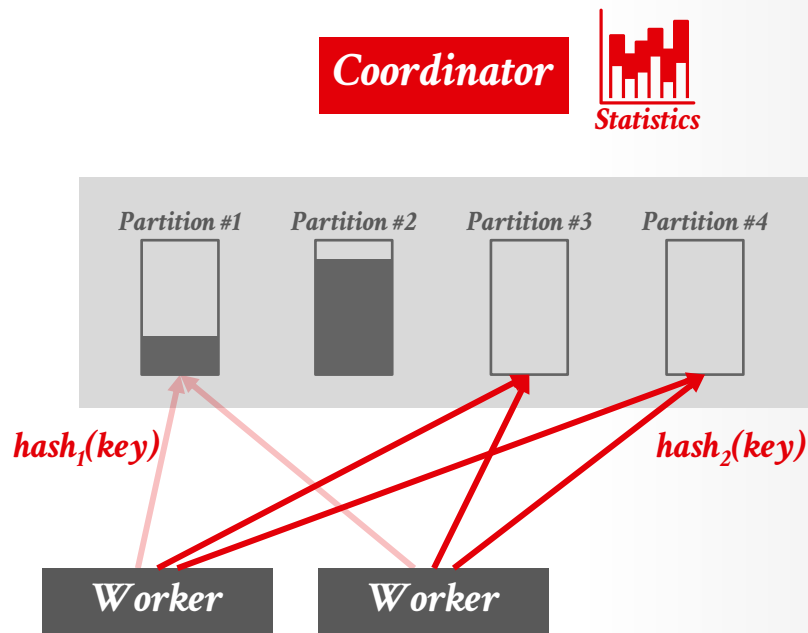 Coordinator
Statistics
Partition #1
Partition #2
Partition #3
Partition #4
hash₁(key)
hash₂(key)
Worker
Worker